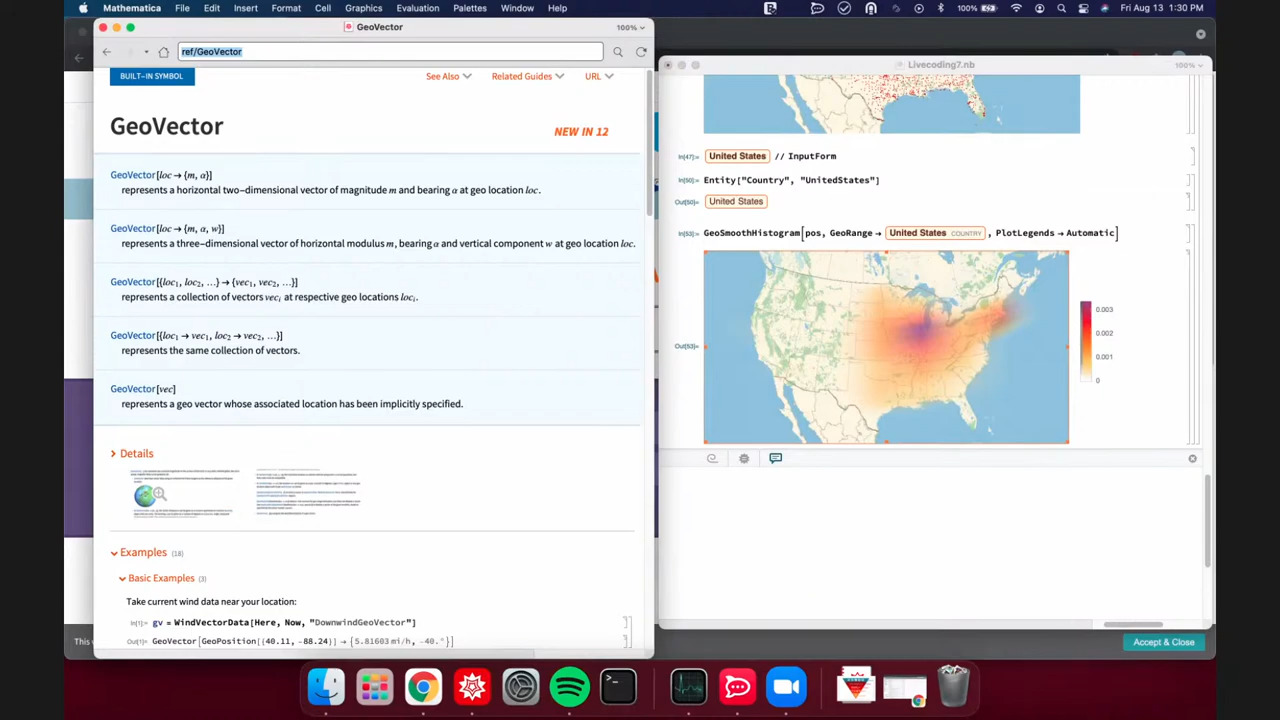 Mathematica File Edit Insert Format Cell Graphics Evaluation Palettes Window Help 100% Fri Aug 13 1:30 PM
GeoVector 100%
ref/GeoVector
BUILT-IN SYMBOL See Also Related Guides URL
GeoVector NEW IN 12
GeoVector[loc → {m, α}]
represents a horizontal two-dimensional vector of magnitude m and bearing α at geo location loc.
GeoVector[loc → {m, α, w}]
represents a three-dimensional vector of horizontal modulus m, bearing α and vertical component w at geo location loc.
GeoVector[{loc₁, loc₂, …} → {vec₁, vec₂, …}]
represents a collection of vectors vecᵢ at respective geo locations locᵢ.
GeoVector[{loc₁ → vec₁, loc₂ → vec₂, …}]
represents the same collection of vectors.
GeoVector[vec]
represents a geo vector whose associated location has been implicitly specified.
Details
Examples (18)
Basic Examples (3)
Take current wind data near your location:
In[1]:= gv = WindVectorData[Here, Now, "DownwindGeoVector"]
Out[1]= GeoVector[GeoPosition[{40.11, -88.24}] → {5.81603 mi/h, -40.°}]
Livecoding7.nb 100%
In[47]:= United States // InputForm
In[50]:= Entity["Country", "UnitedStates"]
Out[50]= United States
In[53]:= GeoSmoothHistogram[pos, GeoRange → United States COUNTRY , PlotLegends → Automatic]
Out[53]=
0.003
0.002
0.001
0
This
Accept & Close